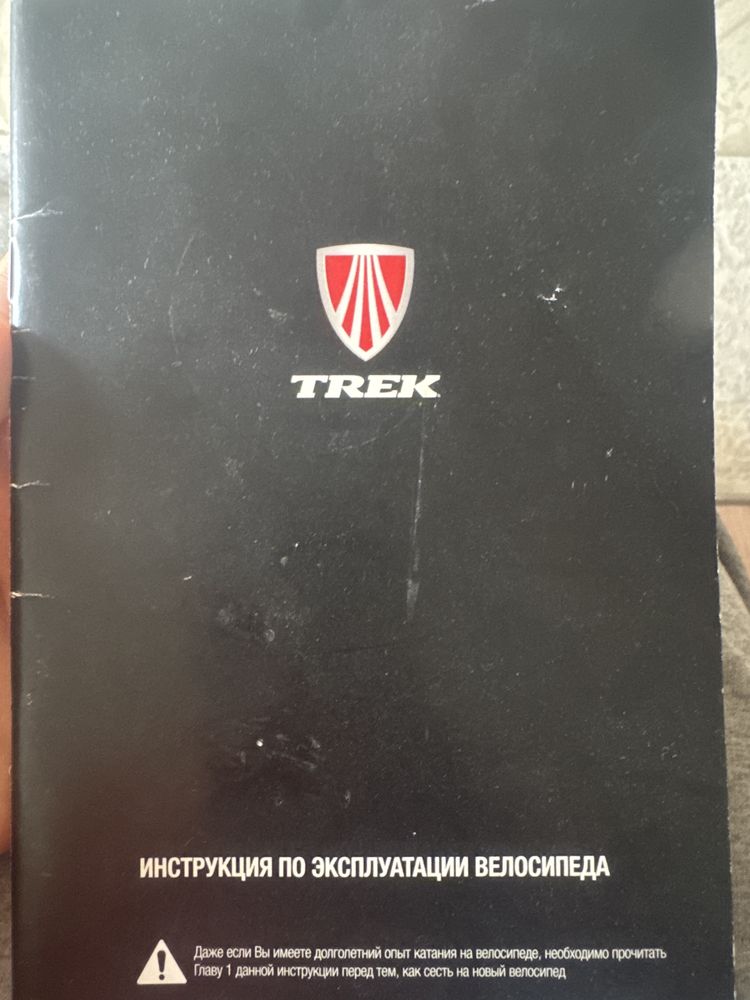 TREK
ИНСТРУКЦИЯ ПО ЭКСПЛУАТАЦИИ ВЕЛОСИПЕДА
Даже если Вы имеете долголетний опыт катания на велосипеде, необходимо прочитать
Главу 1 данной инструкции перед тем, как сесть на новый велосипед